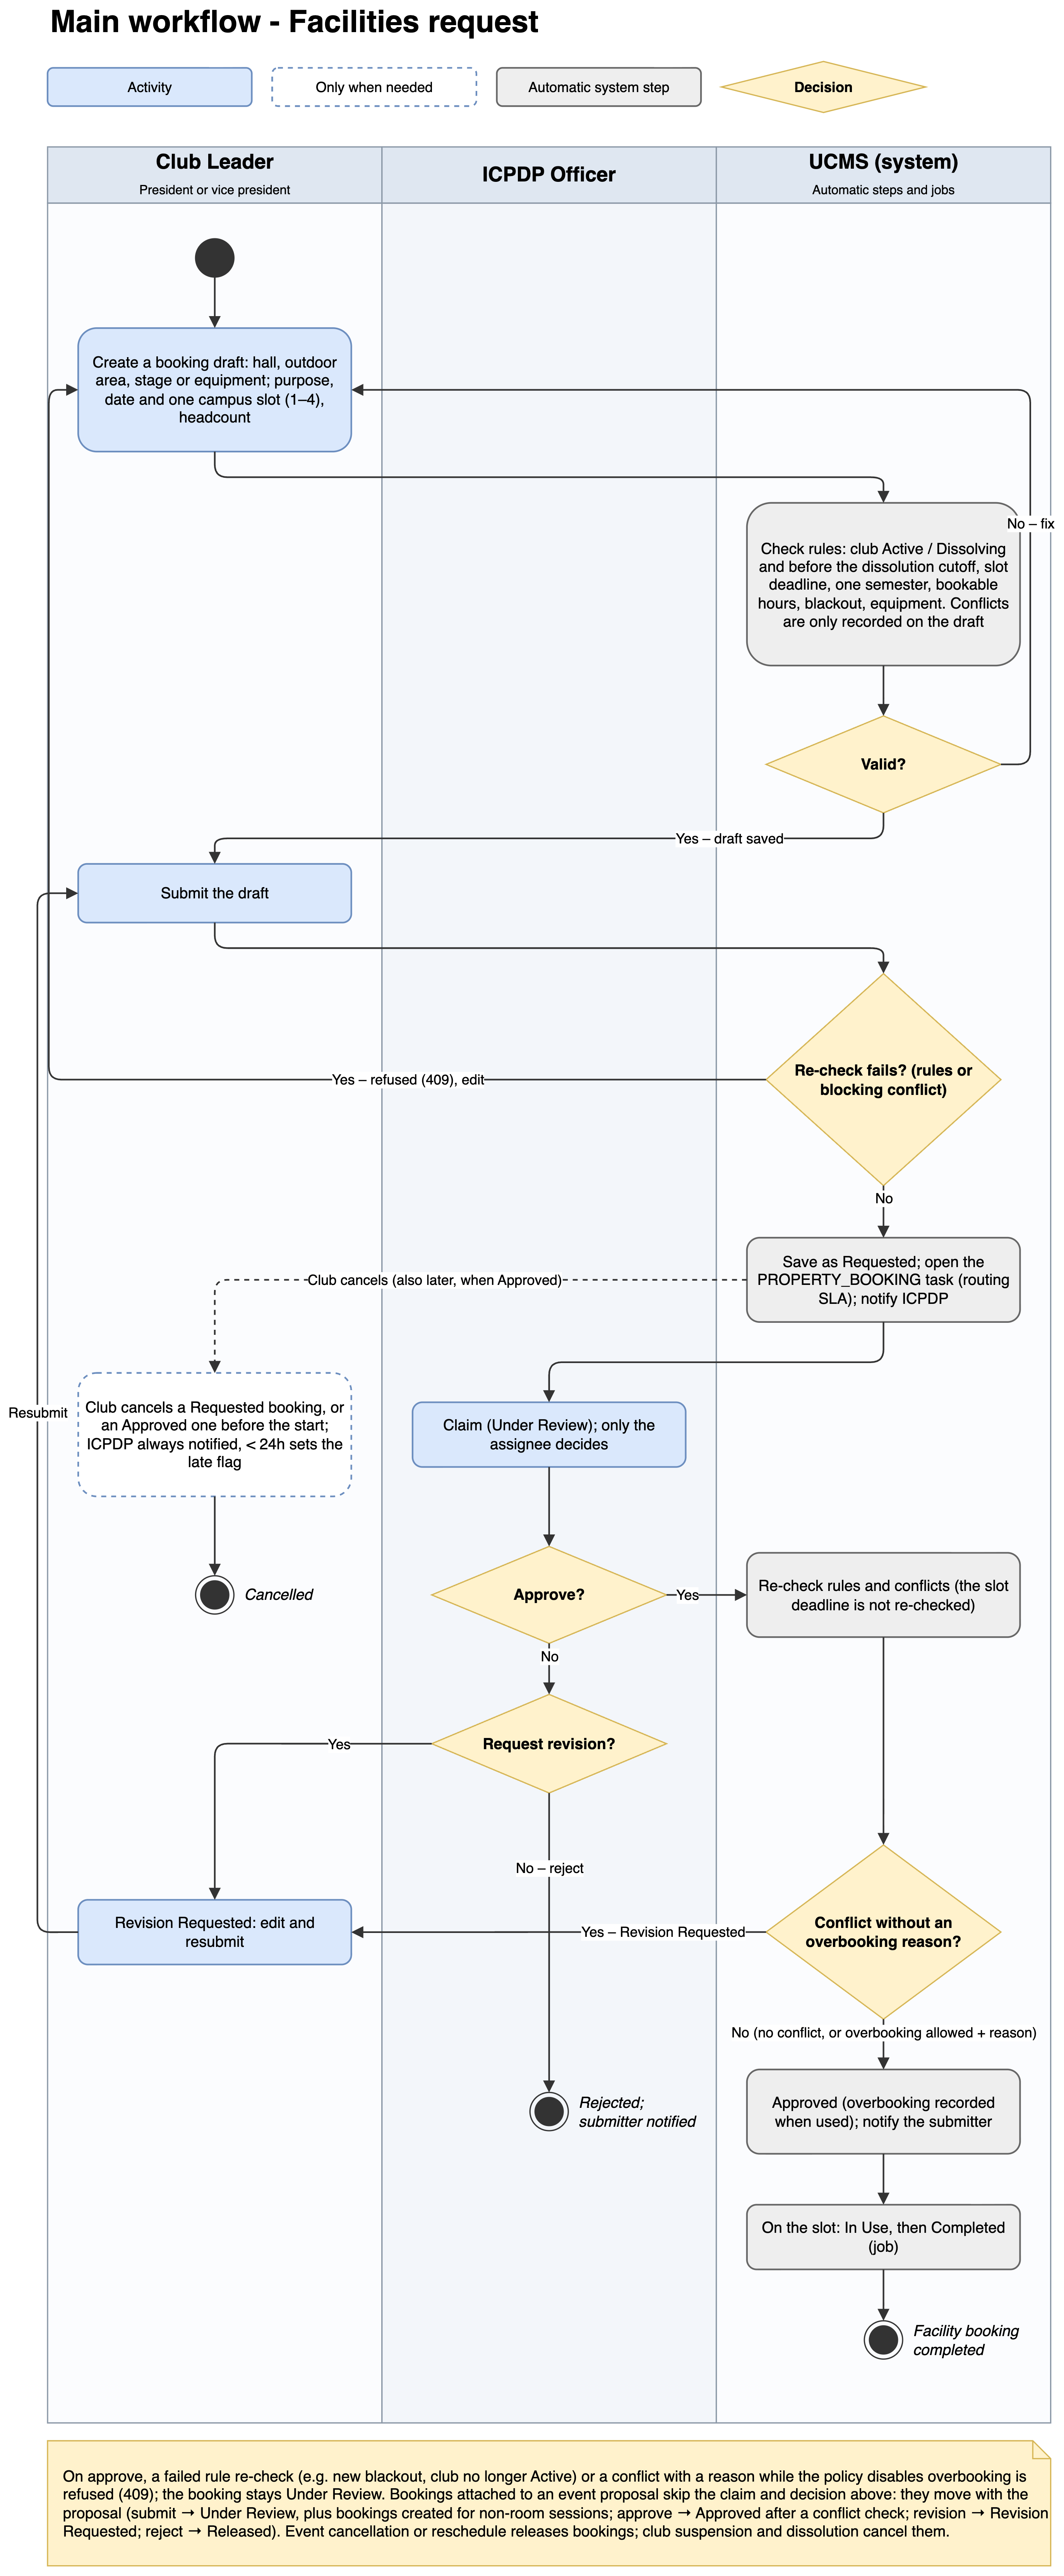 Main workflow - Facilities request
Activity
Only when needed
Automatic system step
Decision
Club Leader
President or vice president
ICPDP Officer
UCMS (system)
Automatic steps and jobs
Create a booking draft: hall, outdoor
area, stage or equipment; purpose,
date and one campus slot (1–4),
headcount
No – fix
Check rules: club Active / Dissolving
and before the dissolution cutoff, slot
deadline, one semester, bookable
hours, blackout, equipment. Conflicts
are only recorded on the draft
Valid?
Yes – draft saved
Submit the draft
Re-check fails? (rules or
blocking conflict)
Yes – refused (409), edit
No
Save as Requested; open the
PROPERTY_BOOKING task (routing
SLA); notify ICPDP
Club cancels (also later, when Approved)
Club cancels a Requested booking, or
an Approved one before the start;
ICPDP always notified, < 24h sets the
late flag
Resubmit
Claim (Under Review); only the
assignee decides
Cancelled
Approve?
Yes
Re-check rules and conflicts (the slot
deadline is not re-checked)
No
Request revision?
Yes
No – reject
Revision Requested: edit and
resubmit
Yes – Revision Requested
Conflict without an
overbooking reason?
No (no conflict, or overbooking allowed + reason)
Rejected;
submitter notified
Approved (overbooking recorded
when used); notify the submitter
On the slot: In Use, then Completed
(job)
Facility booking
completed
On approve, a failed rule re-check (e.g. new blackout, club no longer Active) or a conflict with a reason while the policy disables overbooking is
refused (409); the booking stays Under Review. Bookings attached to an event proposal skip the claim and decision above: they move with the
proposal (submit → Under Review, plus bookings created for non-room sessions; approve → Approved after a conflict check; revision → Revision
Requested; reject → Released). Event cancellation or reschedule releases bookings; club suspension and dissolution cancel them.